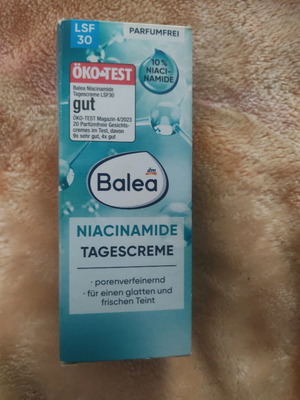 LSF
30
PARFUMFREI
ÖKO-TEST
Balea Niacinamide
Tagescreme LSF30
gut
ÖKO-TEST Magazin 4/2023
20 Parfümfreie Gesichts-
cremes im Test, davon
9x sehr gut, 4x gut
10 %
NIACI-
NAMIDE
dm
Balea
NIACINAMIDE
TAGESCREME
· porenverfeinernd
· für einen glatten und
frischen Teint